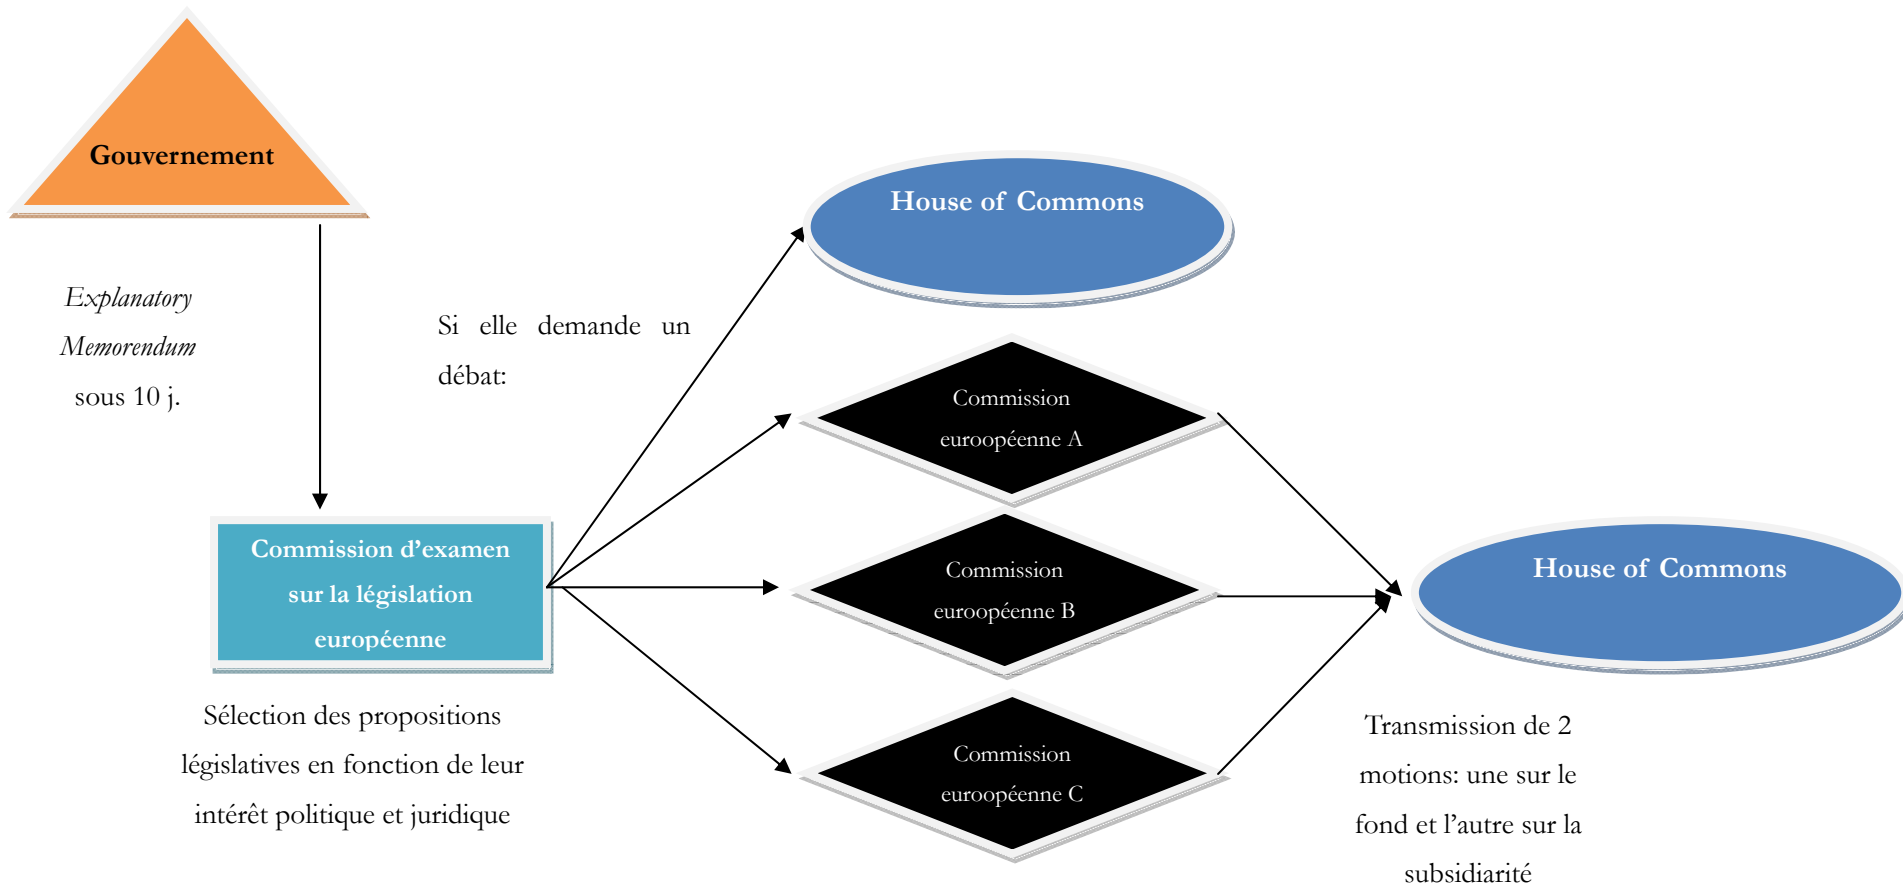 Gouvernement
Explanatory
Memorendum
sous 10 j.
Si elle demande un
débat:
House of Commons
Commission
euroopéenne A
Commission d’examen
sur la législation
européenne
Commission
euroopéenne B
House of Commons
Sélection des propositions
législatives en fonction de leur
intérêt politique et juridique
Commission
euroopéenne C
Transmission de 2
motions: une sur le
fond et l’autre sur la
subsidiarité